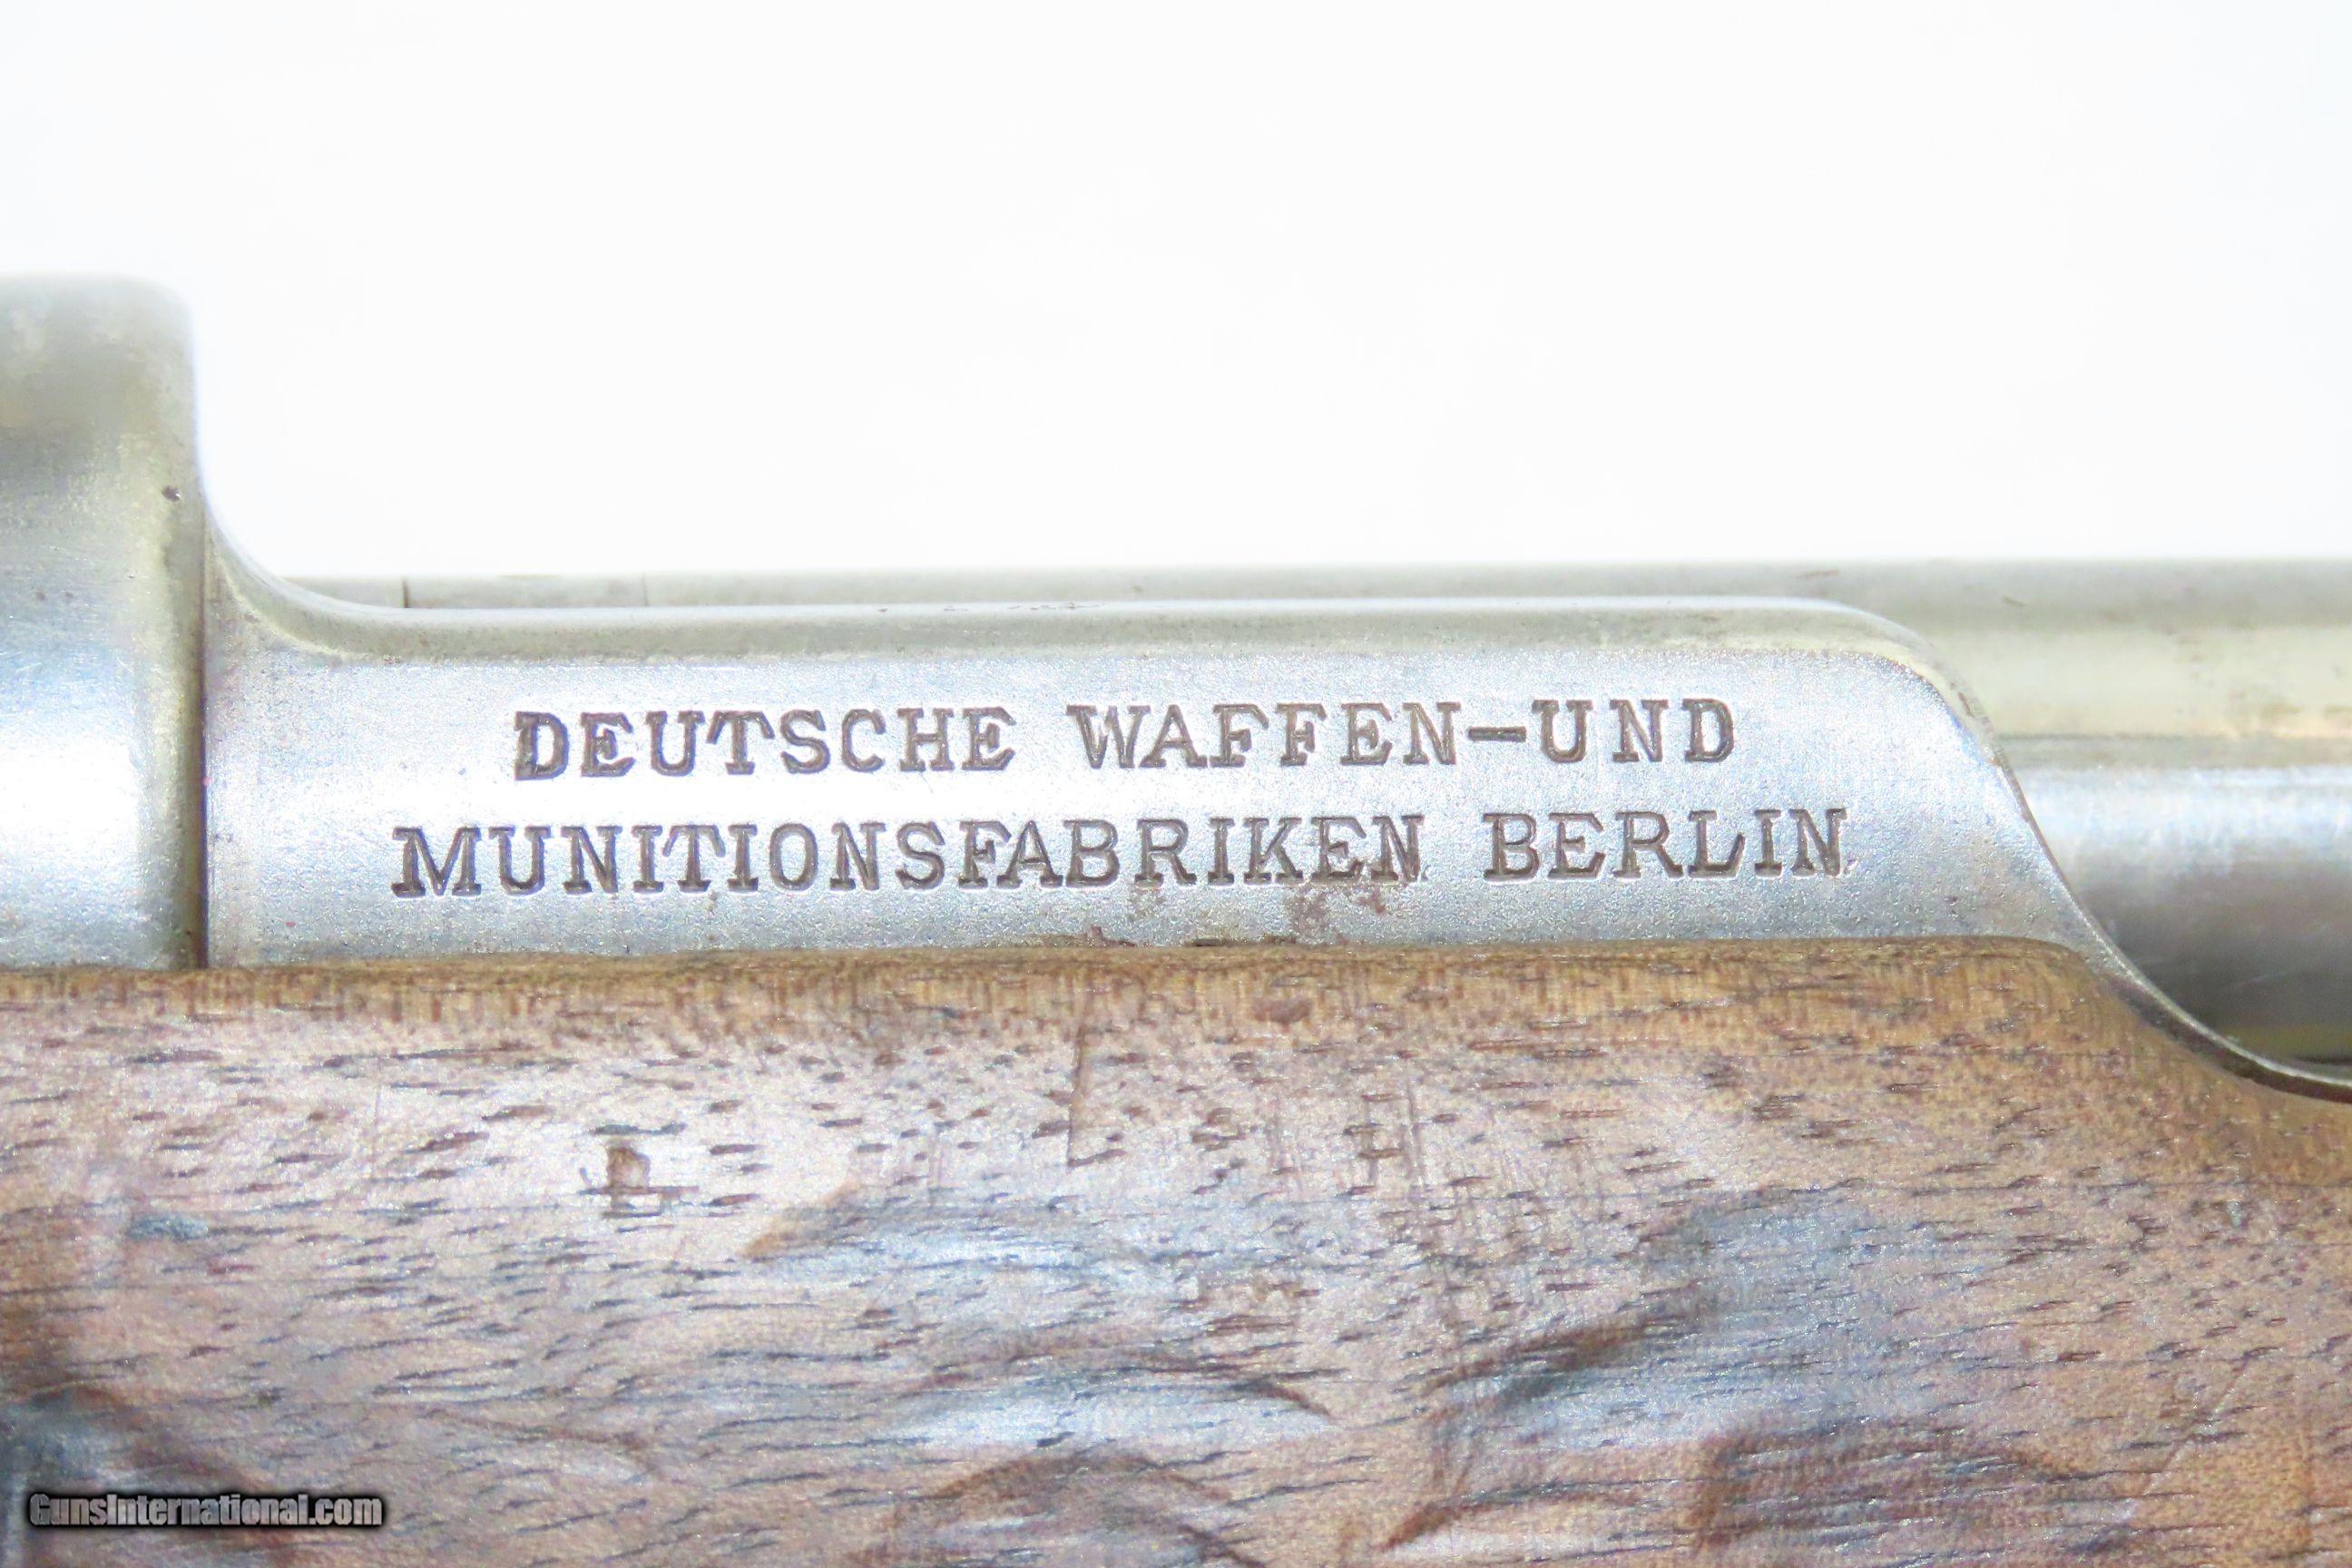 DEUTSCHE WAFFEN-UND
MUNITIONSFABRIKEN BERLIN
GunsInternational.com